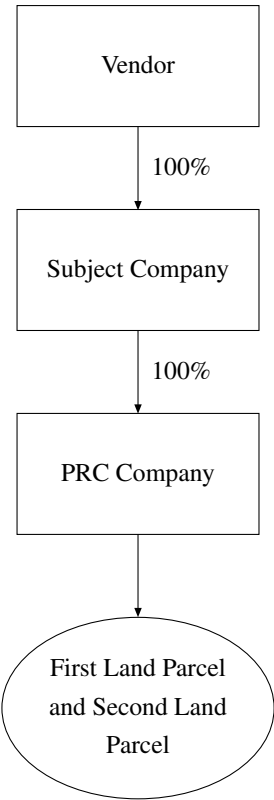 Vendor
100%
Subject Company
100%
PRC Company
First Land Parcel
and Second Land
Parcel